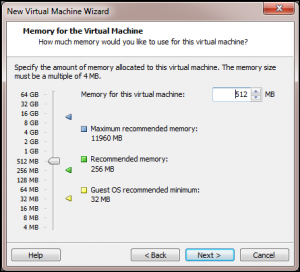 New Virtual Machine Wizard
Memory for the Virtual Machine
How much memory would you like to use for this virtual machine?
Specify the amount of memory allocated to this virtual machine. The memory size
must be a multiple of 4 MB.
64 GB
32 GB
16 GB
8 GB
4 GB
2 GB
1 GB
512 MB
256 MB
128 MB
64 MB
32 MB
16 MB
8 MB
4 MB
Memory for this virtual machine:
512
MB
Maximum recommended memory:
11960 MB
Recommended memory:
256 MB
Guest OS recommended minimum:
32 MB
Help
< Back
Next >
Cancel